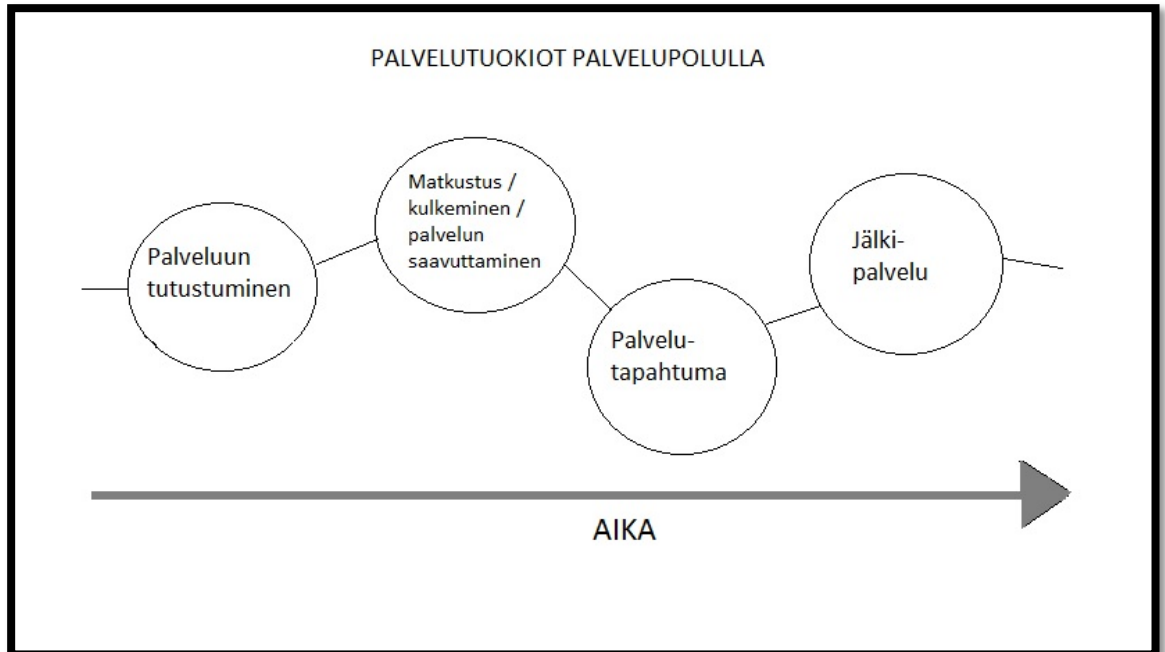 PALVELUTUOKIOT PALVELUPOLULLA
Palveluun
tutustuminen
Matkustus /
kulkeminen /
palvelun
saavuttaminen
Palvelu-
tapahtuma
Jälki-
palvelu
AIKA